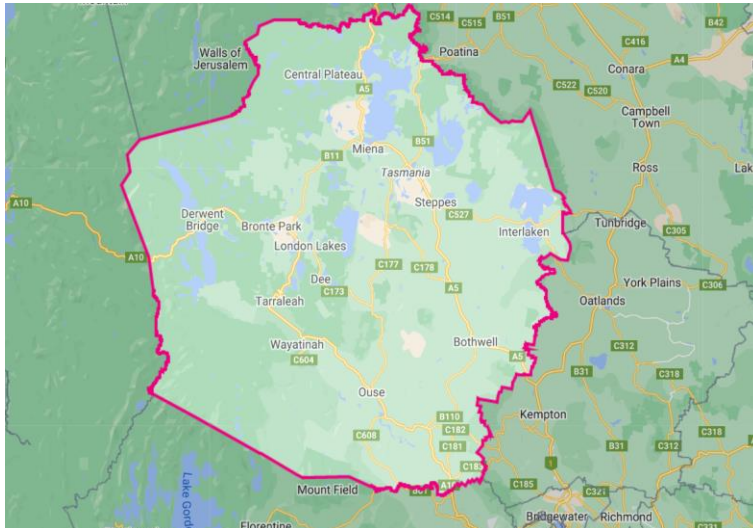 C514
B51
B42
Poatina
C515
Walls of
Jerusalem
C416
A4
Central Plateau
Conara
A5
C522
C520
Campbell
Town
B51
Miena
B11
Tasmania
Ross
Steppes
A10
Derwent
Bridge
C527
Tunbridge
Bronte Park
Interlaken
C305
London Lakes
A10
C177
C178
Dee
C173
A5
York Plains
C306
Tarraleah
Oatlands
Wayatinah
Bothwell
C312
C604
A5
B31
C318
Ouse
B110
Kempton
C182
C608
C181
B31
C312
C318
1
C185
Mount Field
C321
Lake Gord
Bridgewater
Richmond
Florentine